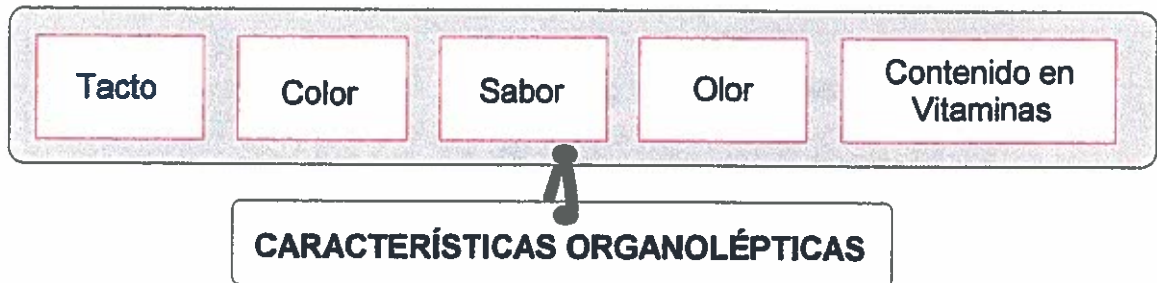 Tacto
Color
Sabor
Olor
Contenido en
Vitaminas
CARACTERÍSTICAS ORGANOLÉPTICAS